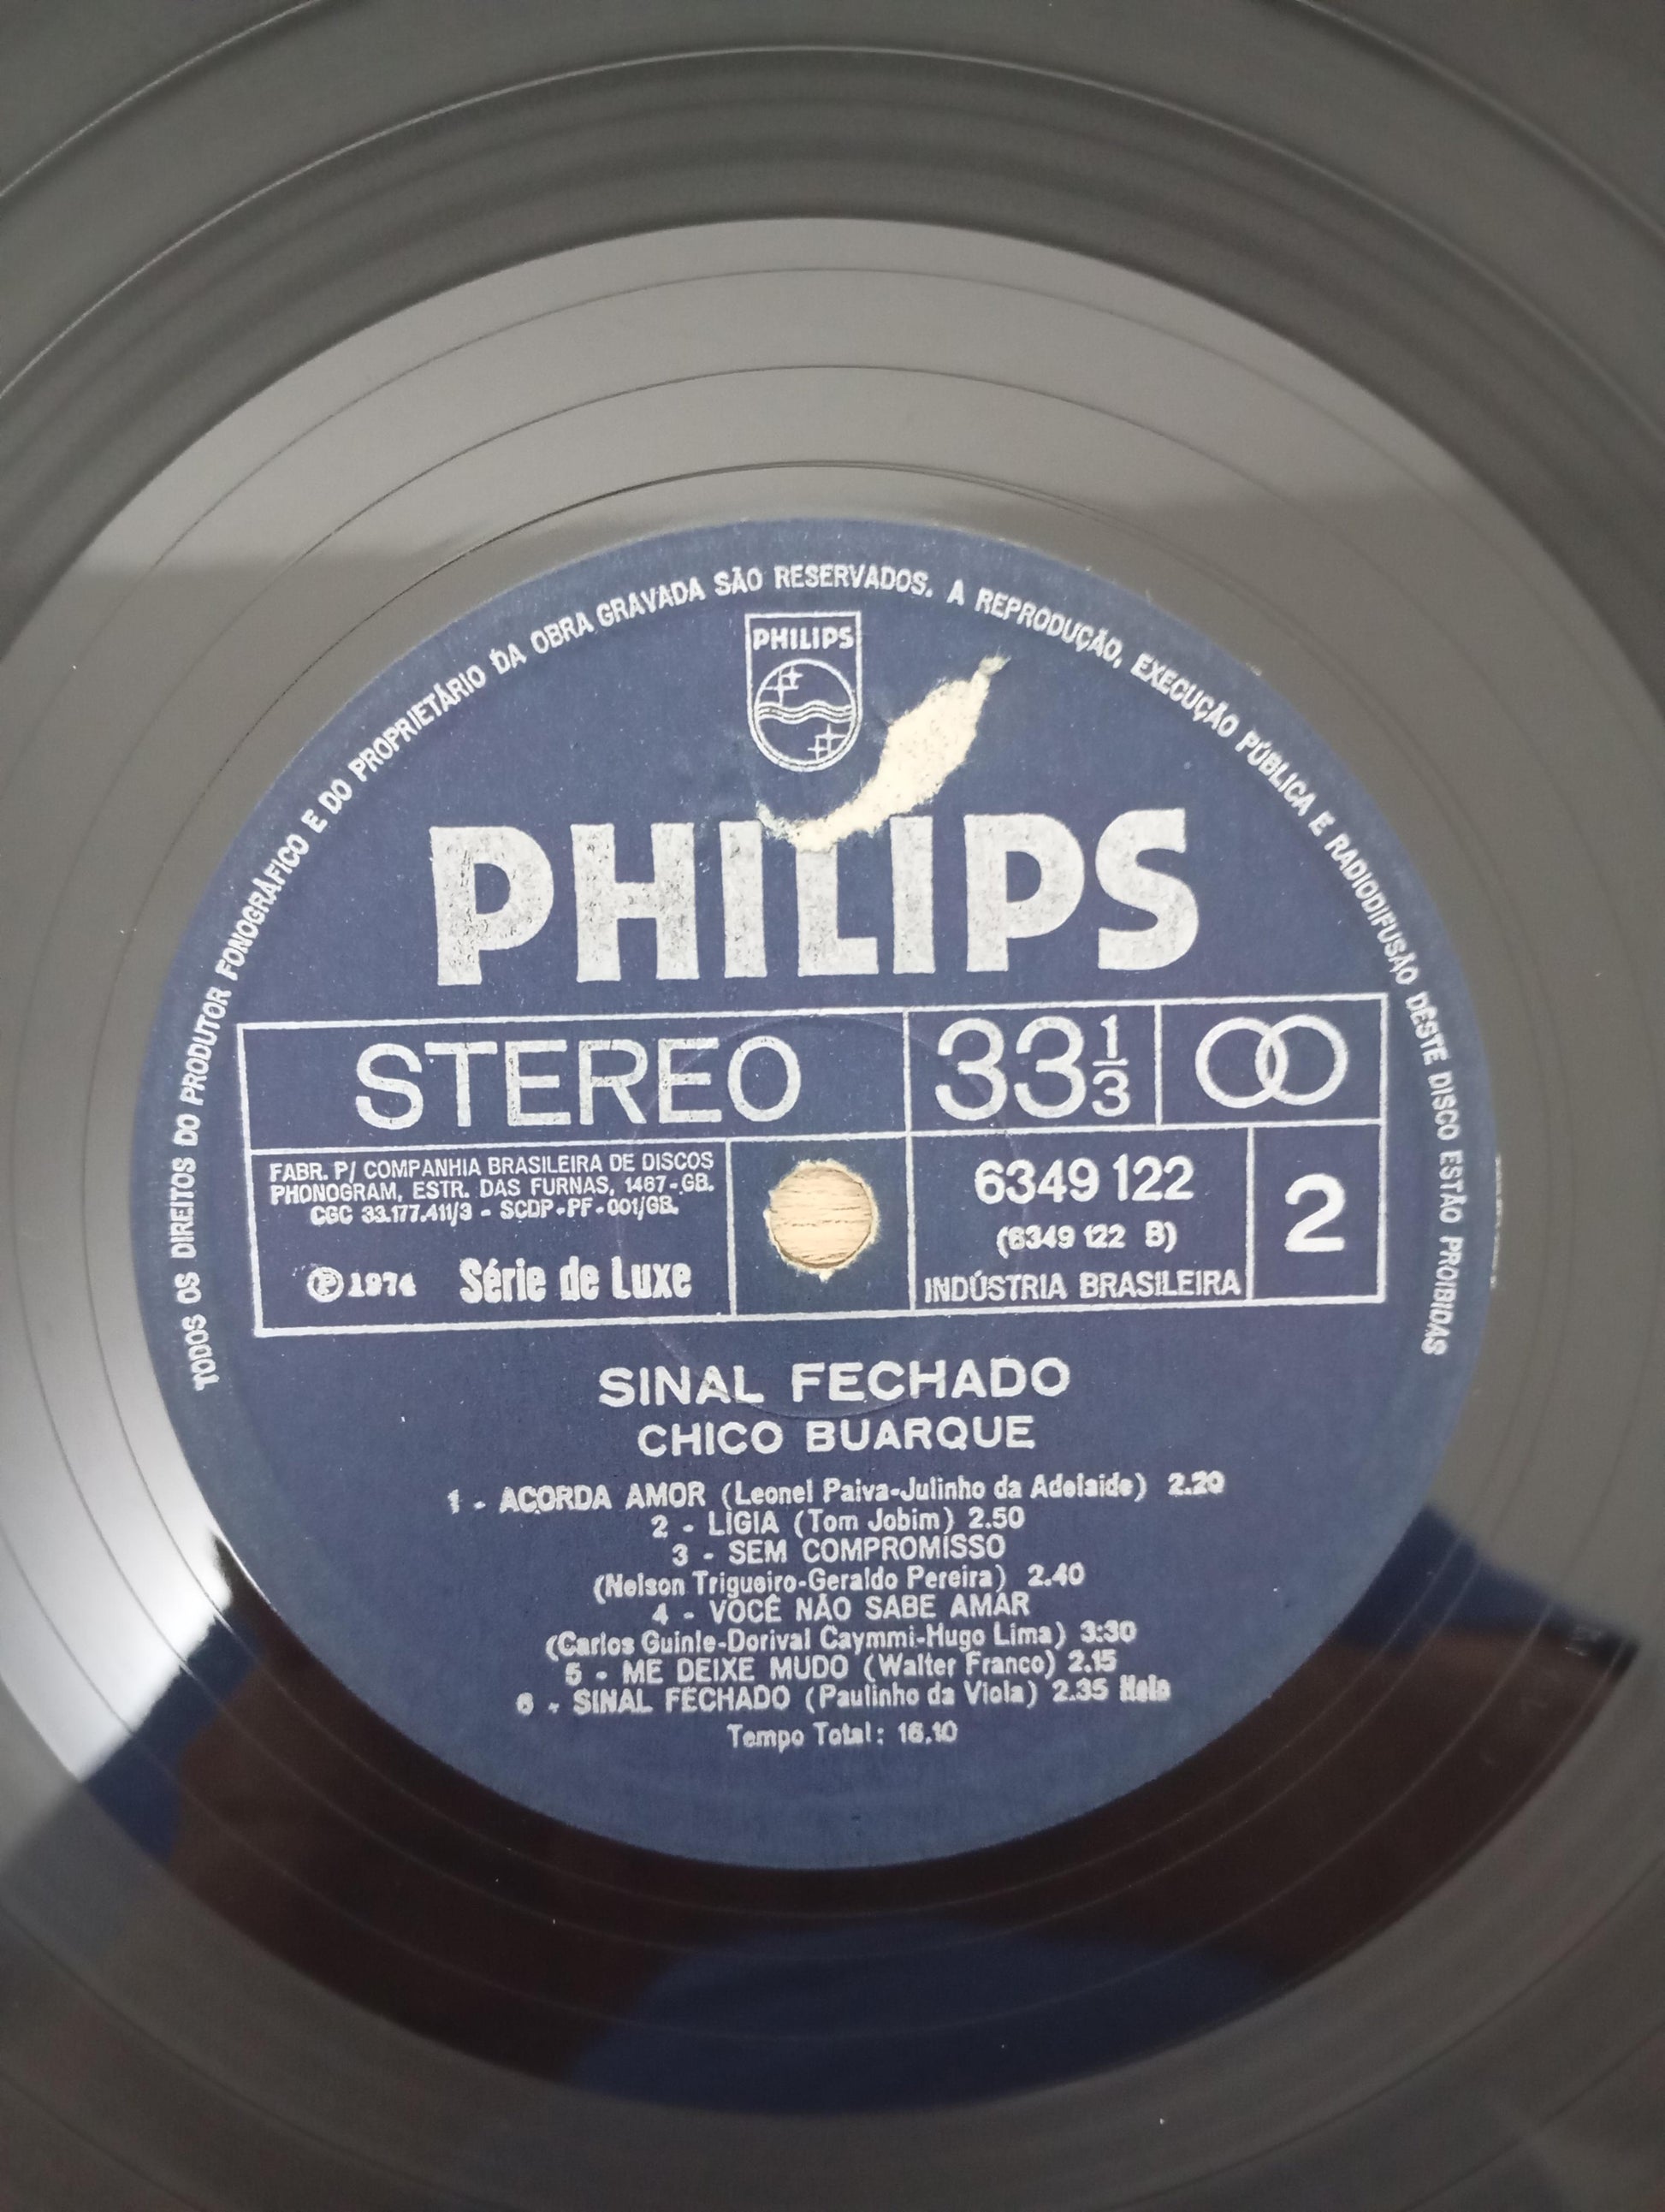 TODOS OS DIREITOS DO PRODUTOR FONOGRÁFICO E DO PROPRIETÁRIO DA OBRA GRAVADA SÃO RESERVADOS. A REPRODUÇÃO, EXECUÇÃO PÚBLICA E RADIODIFUSÃO DESTE DISCO ESTÃO PROIBIDAS
PHILIPS
PHILIPS
STEREO 33 1/3
FABR. P/ COMPANHIA BRASILEIRA DE DISCOS
PHONOGRAM, ESTR. DAS FURNAS, 1467-GB.
CGC 33.177.411/3 - SCDP-PF-001/GB.
℗ 1974 Série de Luxe
6349 122
(6349 122 B)
INDÚSTRIA BRASILEIRA
2
SINAL FECHADO
CHICO BUARQUE
1 - ACORDA AMOR (Leonel Paiva-Julinho da Adelaide) 2.20
2 - LÍGIA (Tom Jobim) 2.50
3 - SEM COMPROMISSO
(Nelson Trigueiro-Geraldo Pereira) 2.40
4 - VOCÊ NÃO SABE AMAR
(Carlos Guinle-Dorival Caymmi-Hugo Lima) 3:30
5 - ME DEIXE MUDO (Walter Franco) 2.15
6 - SINAL FECHADO (Paulinho da Viola) 2.35
Tempo Total: 16.10